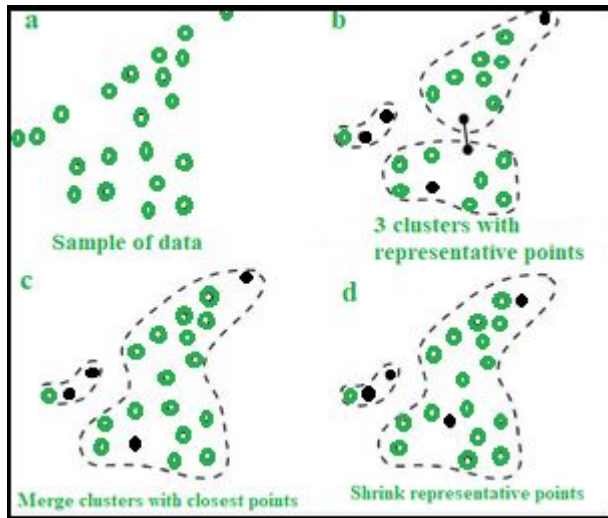 a
Sample of data
b
3 clusters with
representative points
c
Merge clusters with closest points
d
Shrink representative points